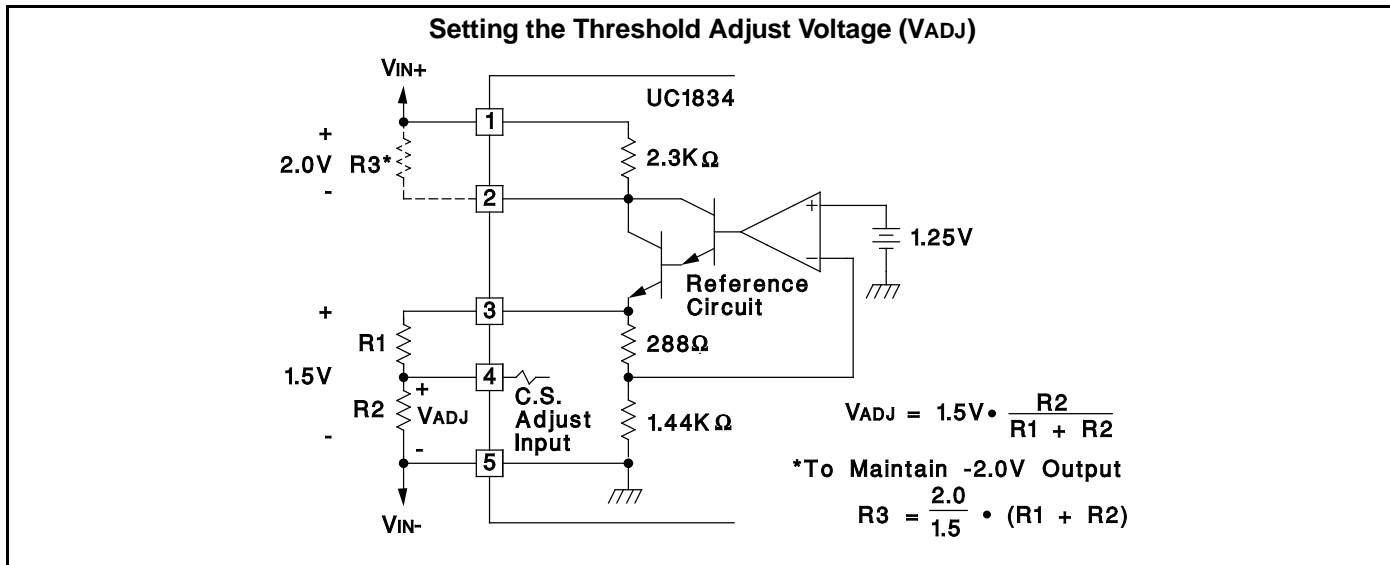 Setting the Threshold Adjust Voltage (VADJ)
VIN+
UC1834
1
+
2.0V R3*
-
2.3KΩ
2
+
-
1.25V
Reference
Circuit
3
+
R1
288Ω
1.5V
4
C.S.
Adjust
Input
R2
+
VADJ
-
1.44KΩ
-
5
VIN-
VADJ = 1.5V • R2
R1 + R2
*To Maintain -2.0V Output
R3 = 2.0
1.5 • (R1 + R2)